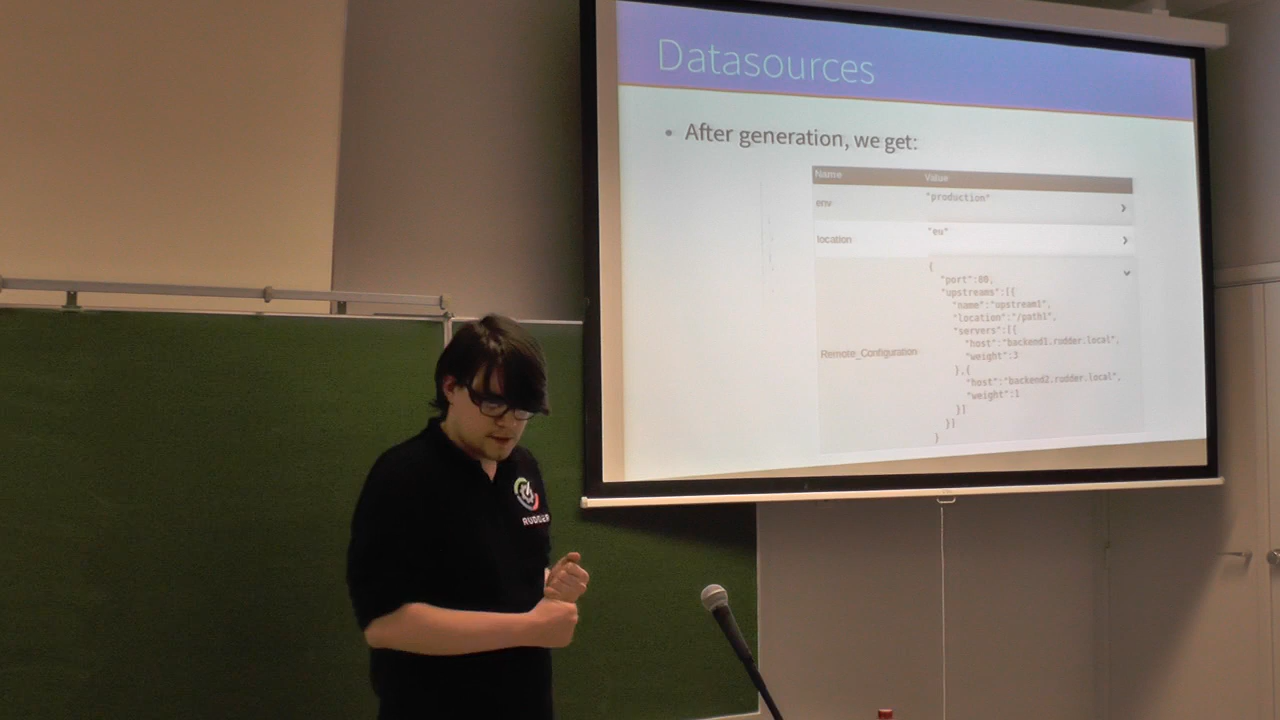 Datasources
• After generation, we get:
Name Value
env "production"
location "eu"
{
"port":80,
"upstreams":[{
"name":"upstream1",
"location":"/path1",
"servers":[{
"host":"backend1.rudder.local",
Remote_Configuration
"weight":3
},{
"host":"backend2.rudder.local",
"weight":1
}]
}]
}
RUDDER